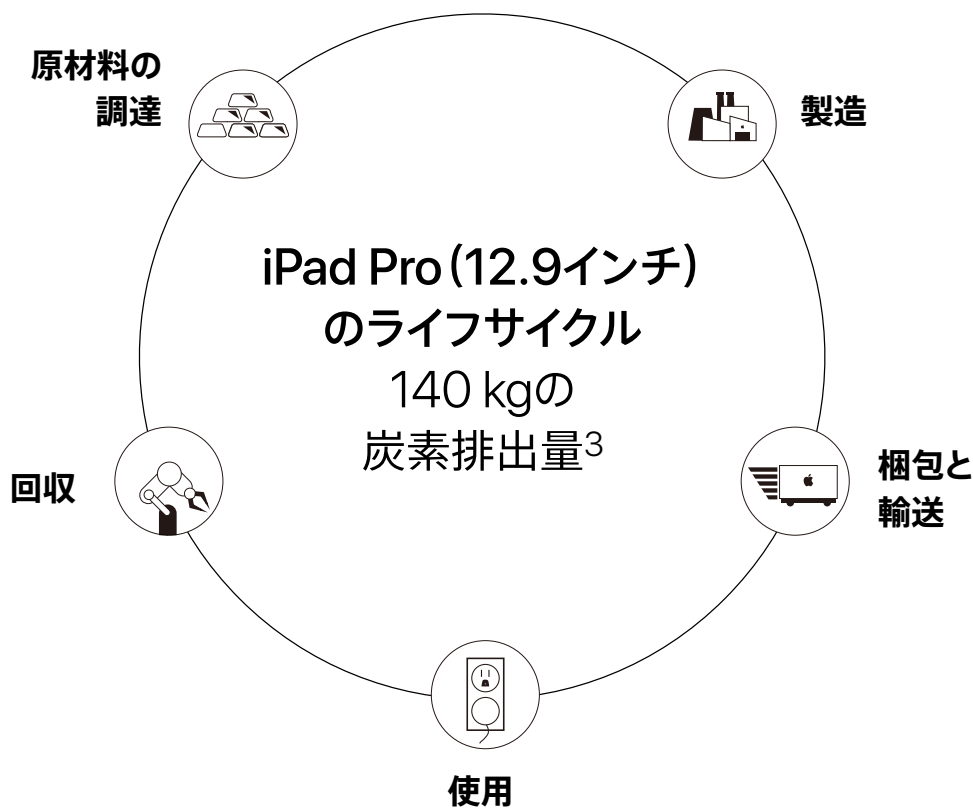 原材料の
調達
製造
iPad Pro(12.9インチ)
のライフサイクル
140 kgの
炭素排出量3
回収
梱包と
輸送
使用